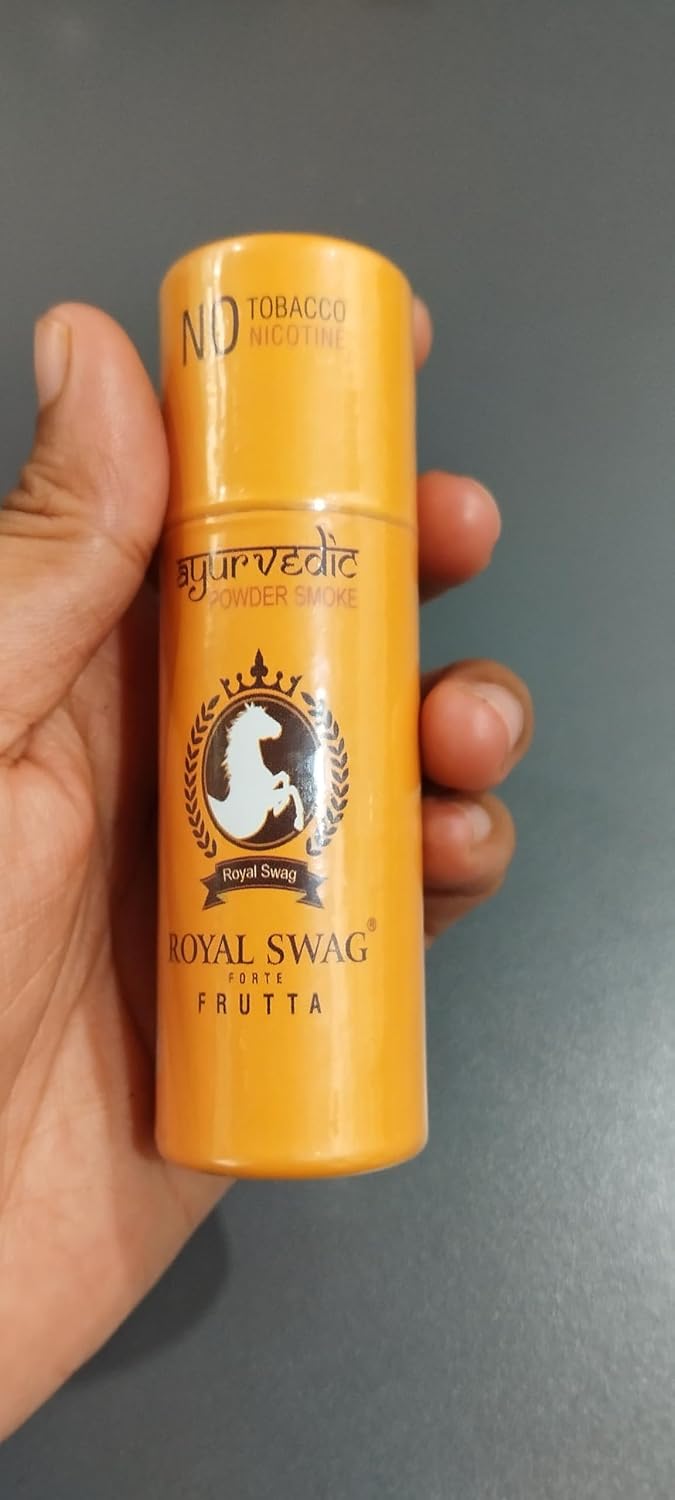 NO TOBACCO
NICOTINE
ayurvedic
POWDER SMOKE
Royal Swag
ROYAL SWAG®
FORTE
FRUTTA